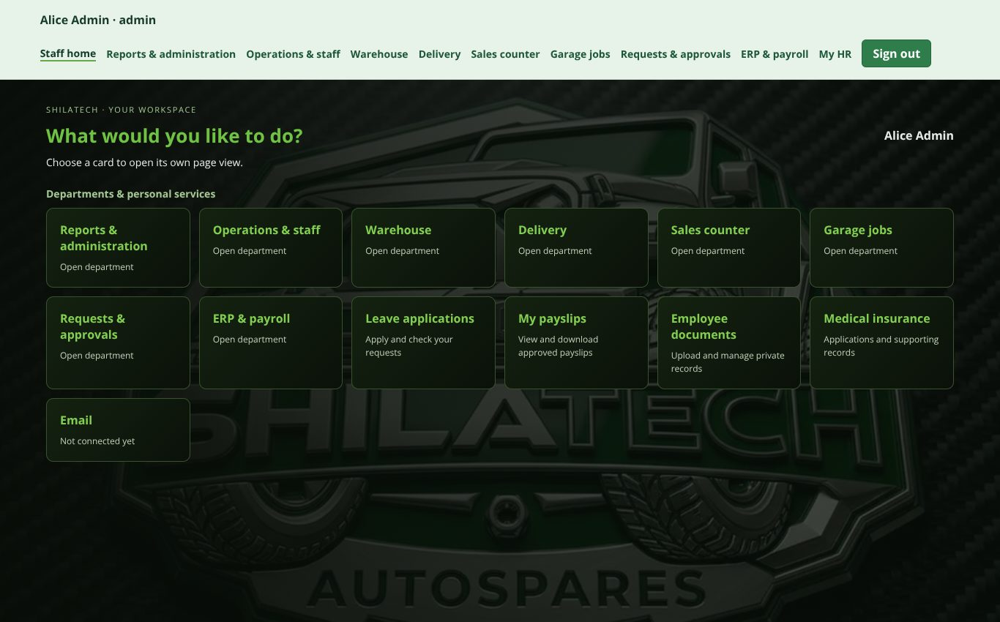 Alice Admin · admin
Staff home Reports & administration Operations & staff Warehouse Delivery Sales counter Garage jobs Requests & approvals ERP & payroll My HR Sign out
SHILATECH · YOUR WORKSPACE
What would you like to do?
Alice Admin
Choose a card to open its own page view.
Departments & personal services
Reports &
administration
Open department
Operations & staff
Open department
Warehouse
Open department
Delivery
Open department
Sales counter
Open department
Garage jobs
Open department
Requests &
approvals
Open department
ERP & payroll
Open department
Leave applications
Apply and check your
requests
My payslips
View and download
approved payslips
Employee
documents
Upload and manage private
records
Medical insurance
Applications and supporting
records
Email
Not connected yet
SHILATECH
AUTOSPARES